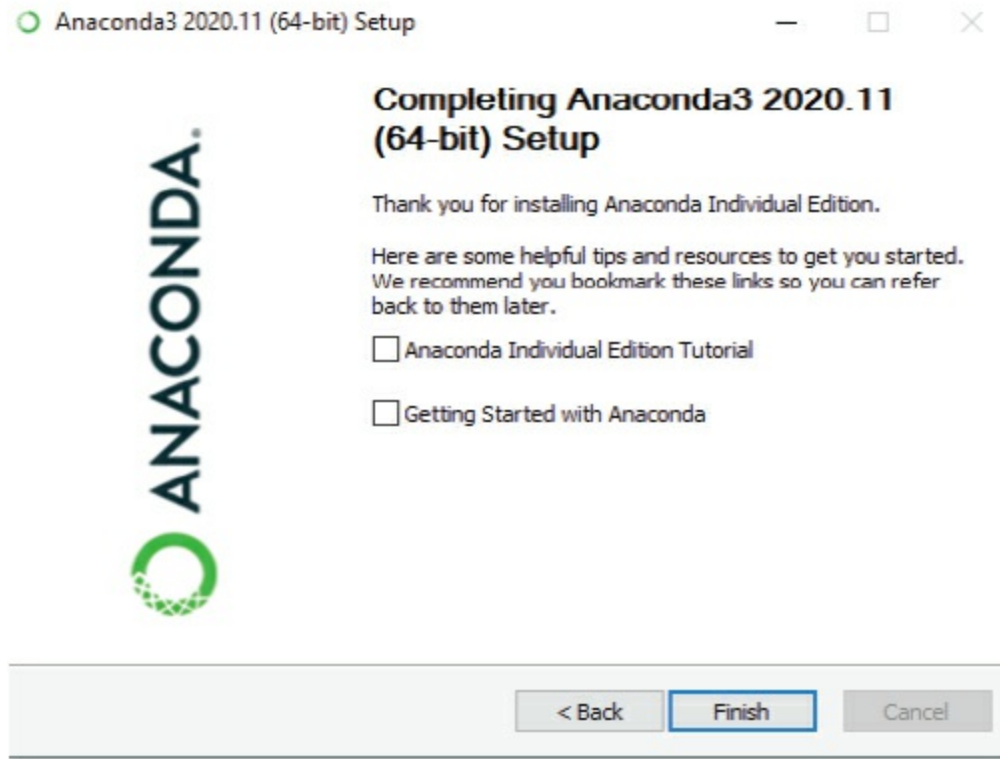 Anaconda3 2020.11 (64-bit) Setup
ANACONDA.
Completing Anaconda3 2020.11
(64-bit) Setup
Thank you for installing Anaconda Individual Edition.
Here are some helpful tips and resources to get you started.
We recommend you bookmark these links so you can refer
back to them later.
Anaconda Individual Edition Tutorial
Getting Started with Anaconda
< Back
Finish
Cancel